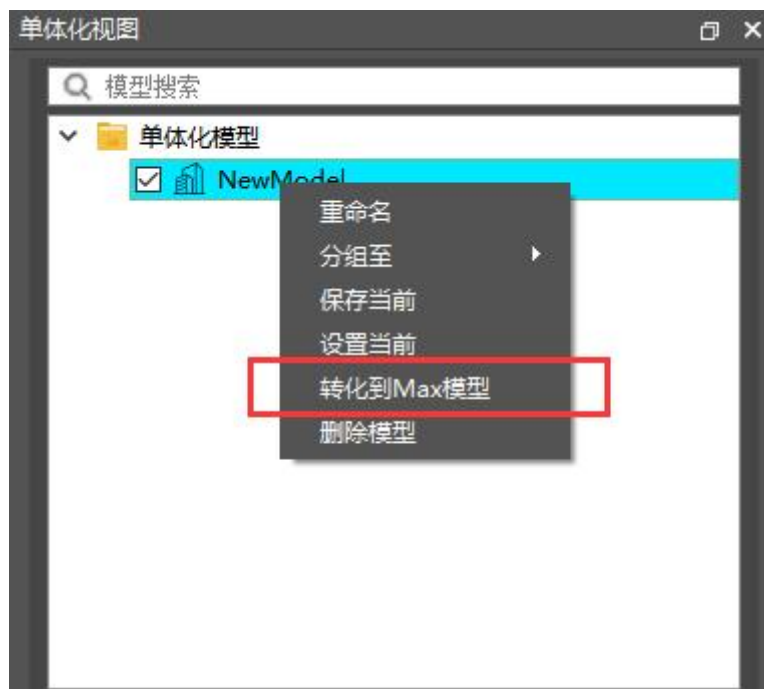 单体化视图
模型搜索
单体化模型
NewModel
重命名
分组至
保存当前
设置当前
转化到Max模型
删除模型